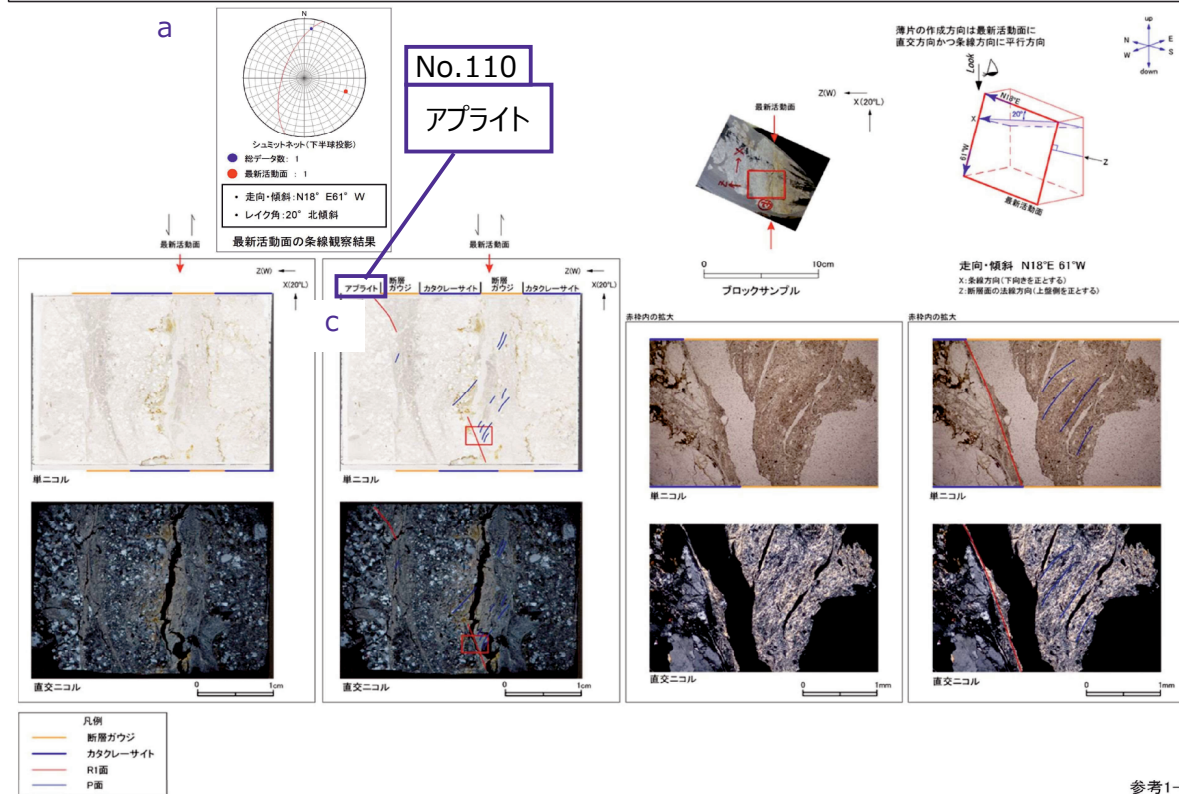 a
N
シュミットネット(下半球投影)
総データ数: 1
最新活動面 : 1
・ 走向・傾斜:N18° E61° W
・ レイク角:20° 北傾斜
最新活動面の条線観察結果
No.110
アプライト
薄片の作成方向は最新活動面に
直交方向かつ条線方向に平行方向
up
N
E
W
S
down
Look
N18°E
X
20°
61°W
Z
最新活動面
走向・傾斜 N18°E 61°W
X:条線方向(下向きを正とする)
Z:断層面の法線方向(上盤側を正とする)
Z(W)
X(20°L)
最新活動面
0
10cm
ブロックサンプル
最新活動面
Z(W)
X(20°L)
単ニコル
直交ニコル
0
1cm
最新活動面
Z(W)
X(20°L)
アプライト
断層
ガウジ
カタクレーサイト
断層
ガウジ
カタクレーサイト
c
単ニコル
直交ニコル
0
1cm
赤枠内の拡大
単ニコル
直交ニコル
0
1mm
赤枠内の拡大
単ニコル
直交ニコル
0
1mm
凡例
断層ガウジ
カタクレーサイト
R1面
P面
参考1-